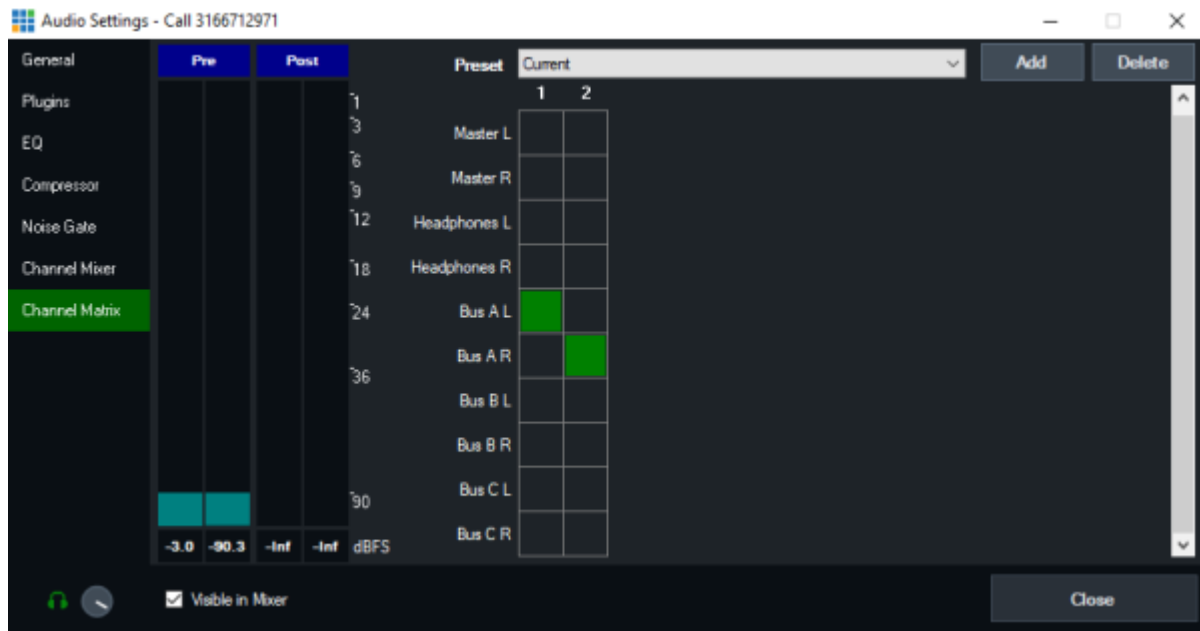 Audio Settings - Call 3166712971
General
Plugins
EQ
Compressor
Noise Gate
Channel Mixer
Channel Matrix
Pre Post
1
3
6
9
12
18
24
36
90
-3.0 -90.3 -Inf -Inf dBFS
Preset Current Add Delete
1 2
Master L
Master R
Headphones L
Headphones R
Bus A L
Bus A R
Bus B L
Bus B R
Bus C L
Bus C R
Visible in Mixer
Close